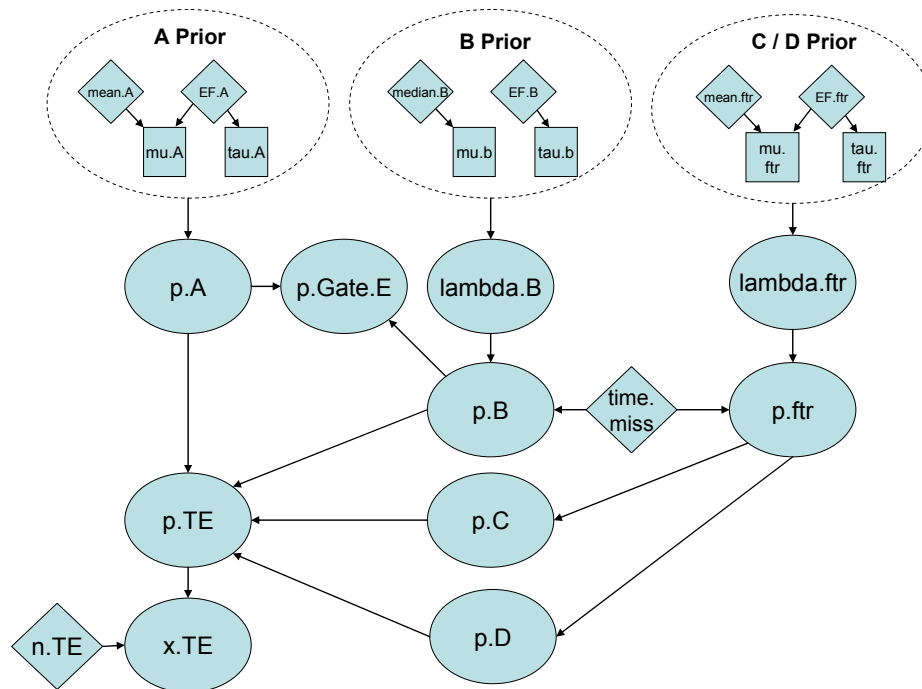 A Prior
B Prior
C / D Prior
mean.A
EF.A
median.B
EF.B
mean.ftr
EF.ftr
mu.A
tau.A
mu.b
tau.b
mu.
ftr
tau.
ftr
p.A
p.Gate.E
lambda.B
lambda.ftr
p.B
time.
miss
p.ftr
p.TE
p.C
n.TE
x.TE
p.D